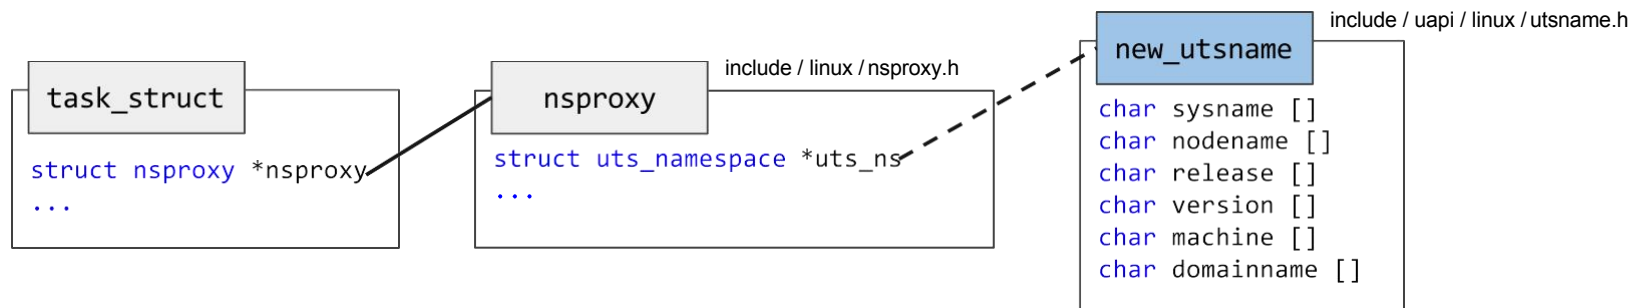 task_struct
struct nsproxy *nsproxy
...
include / linux / nsproxy.h
nsproxy
struct uts_namespace *uts_ns
...
include / uapi / linux / utsname.h
new_utsname
char sysname []
char nodename []
char release []
char version []
char machine []
char domainname []